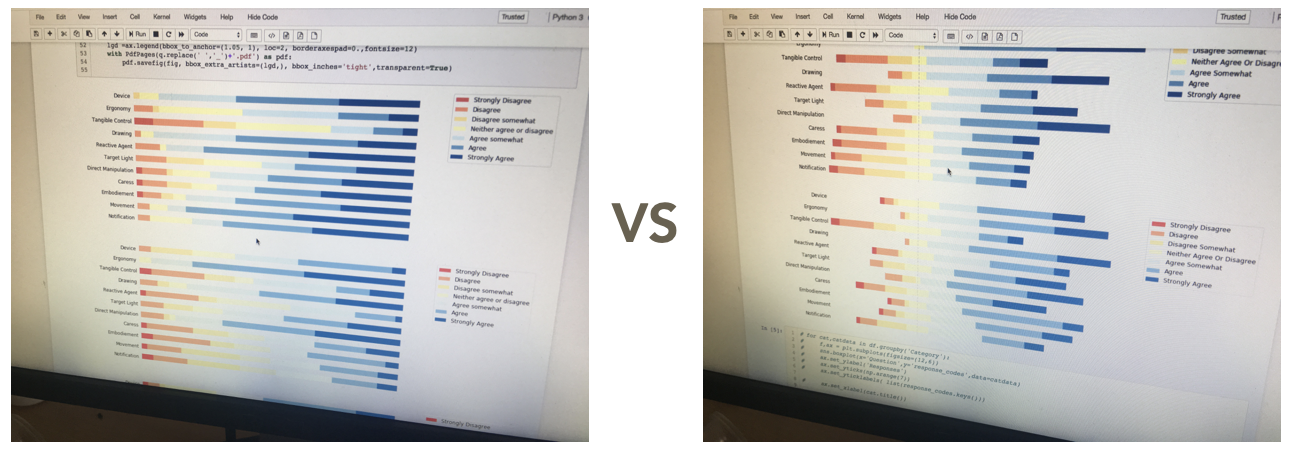 File Edit View Insert Cell Kernel Widgets Help Hide Code Trusted Python 3
Run Code
52 lgd =ax.legend(bbox_to_anchor=(1.05, 1), loc=2, borderaxespad=0.,fontsize=12)
53 with PdfPages(q.replace(' ','_')+'.pdf') as pdf:
54 pdf.savefig(fig, bbox_extra_artists=(lgd,), bbox_inches='tight',transparent=True)
55
Device
Ergonomy
Tangible Control
Drawing
Reactive Agent
Target Light
Direct Manipulation
Caress
Embodiement
Movement
Notification
Strongly Disagree
Disagree
Disagree somewhat
Neither agree or disagree
Agree somewhat
Agree
Strongly Agree
Device
Ergonomy
Tangible Control
Drawing
Reactive Agent
Target Light
Direct Manipulation
Caress
Embodiement
Movement
Notification
Strongly Disagree
Disagree
Disagree somewhat
Neither agree or disagree
Agree somewhat
Agree
Strongly Agree
Strongly Disagree
VS
File Edit View Insert Cell Kernel Widgets Help Hide Code Trusted
Run Code
Ergonomy
Tangible Control
Drawing
Reactive Agent
Target Light
Direct Manipulation
Caress
Embodiement
Movement
Notification
Disagree Somewhat
Neither Agree Or Disagre
Agree Somewhat
Agree
Strongly Agree
Device
Ergonomy
Tangible Control
Drawing
Reactive Agent
Target Light
Direct Manipulation
Caress
Embodiement
Movement
Notification
Strongly Disagree
Disagree
Disagree Somewhat
Neither Agree Or Disagree
Agree Somewhat
Agree
Strongly Agree
In [5]:
# for cat,catdata in df.groupby('Category'):
# f,ax = plt.subplots(figsize=(12,6))
# sns.boxplot(x='Question',y='response_codes',data=catdata)
# ax.set_ylabel('Responses')
# ax.set_yticks(np.arange(7))
ax.set_yticklabels( list(response_codes.keys()))
# ax.set_xlabel(cat.title())